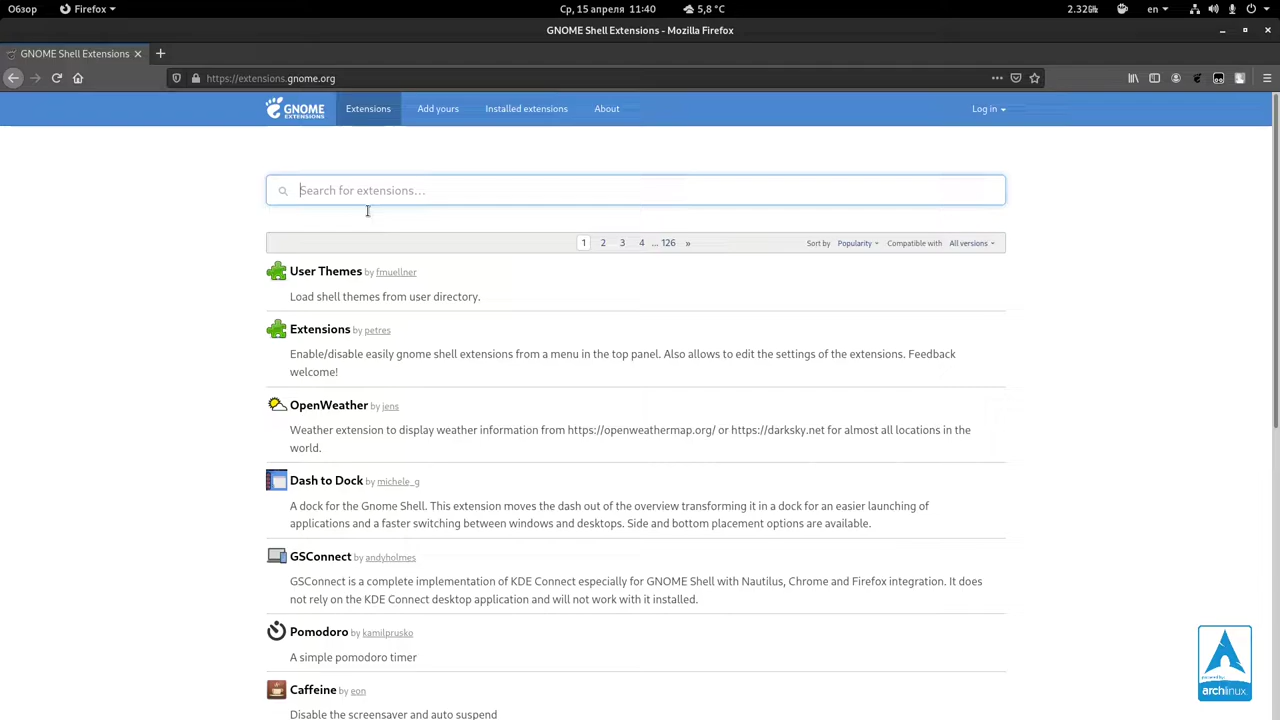 Обзор
Firefox
Ср, 15 апреля 11:40
5,8 °C
en
GNOME Shell Extensions - Mozilla Firefox
GNOME Shell Extensions
https://extensions.gnome.org
GNOME
EXTENSIONS
Extensions
Add yours
Installed extensions
About
Log in
Search for extensions…
1 2 3 4 ... 126 »
Sort by Popularity
Compatible with All versions
User Themes by fmuellner
Load shell themes from user directory.
Extensions by petres
Enable/disable easily gnome shell extensions from a menu in the top panel. Also allows to edit the settings of the extensions. Feedback
welcome!
OpenWeather by jens
Weather extension to display weather information from https://openweathermap.org/ or https://darksky.net for almost all locations in the
world.
Dash to Dock by michele_g
A dock for the Gnome Shell. This extension moves the dash out of the overview transforming it in a dock for an easier launching of
applications and a faster switching between windows and desktops. Side and bottom placement options are available.
GSConnect by andyholmes
GSConnect is a complete implementation of KDE Connect especially for GNOME Shell with Nautilus, Chrome and Firefox integration. It does
not rely on the KDE Connect desktop application and will not work with it installed.
Pomodoro by kamilprusko
A simple pomodoro timer
Caffeine by eon
Disable the screensaver and auto suspend
powered by
archlinux